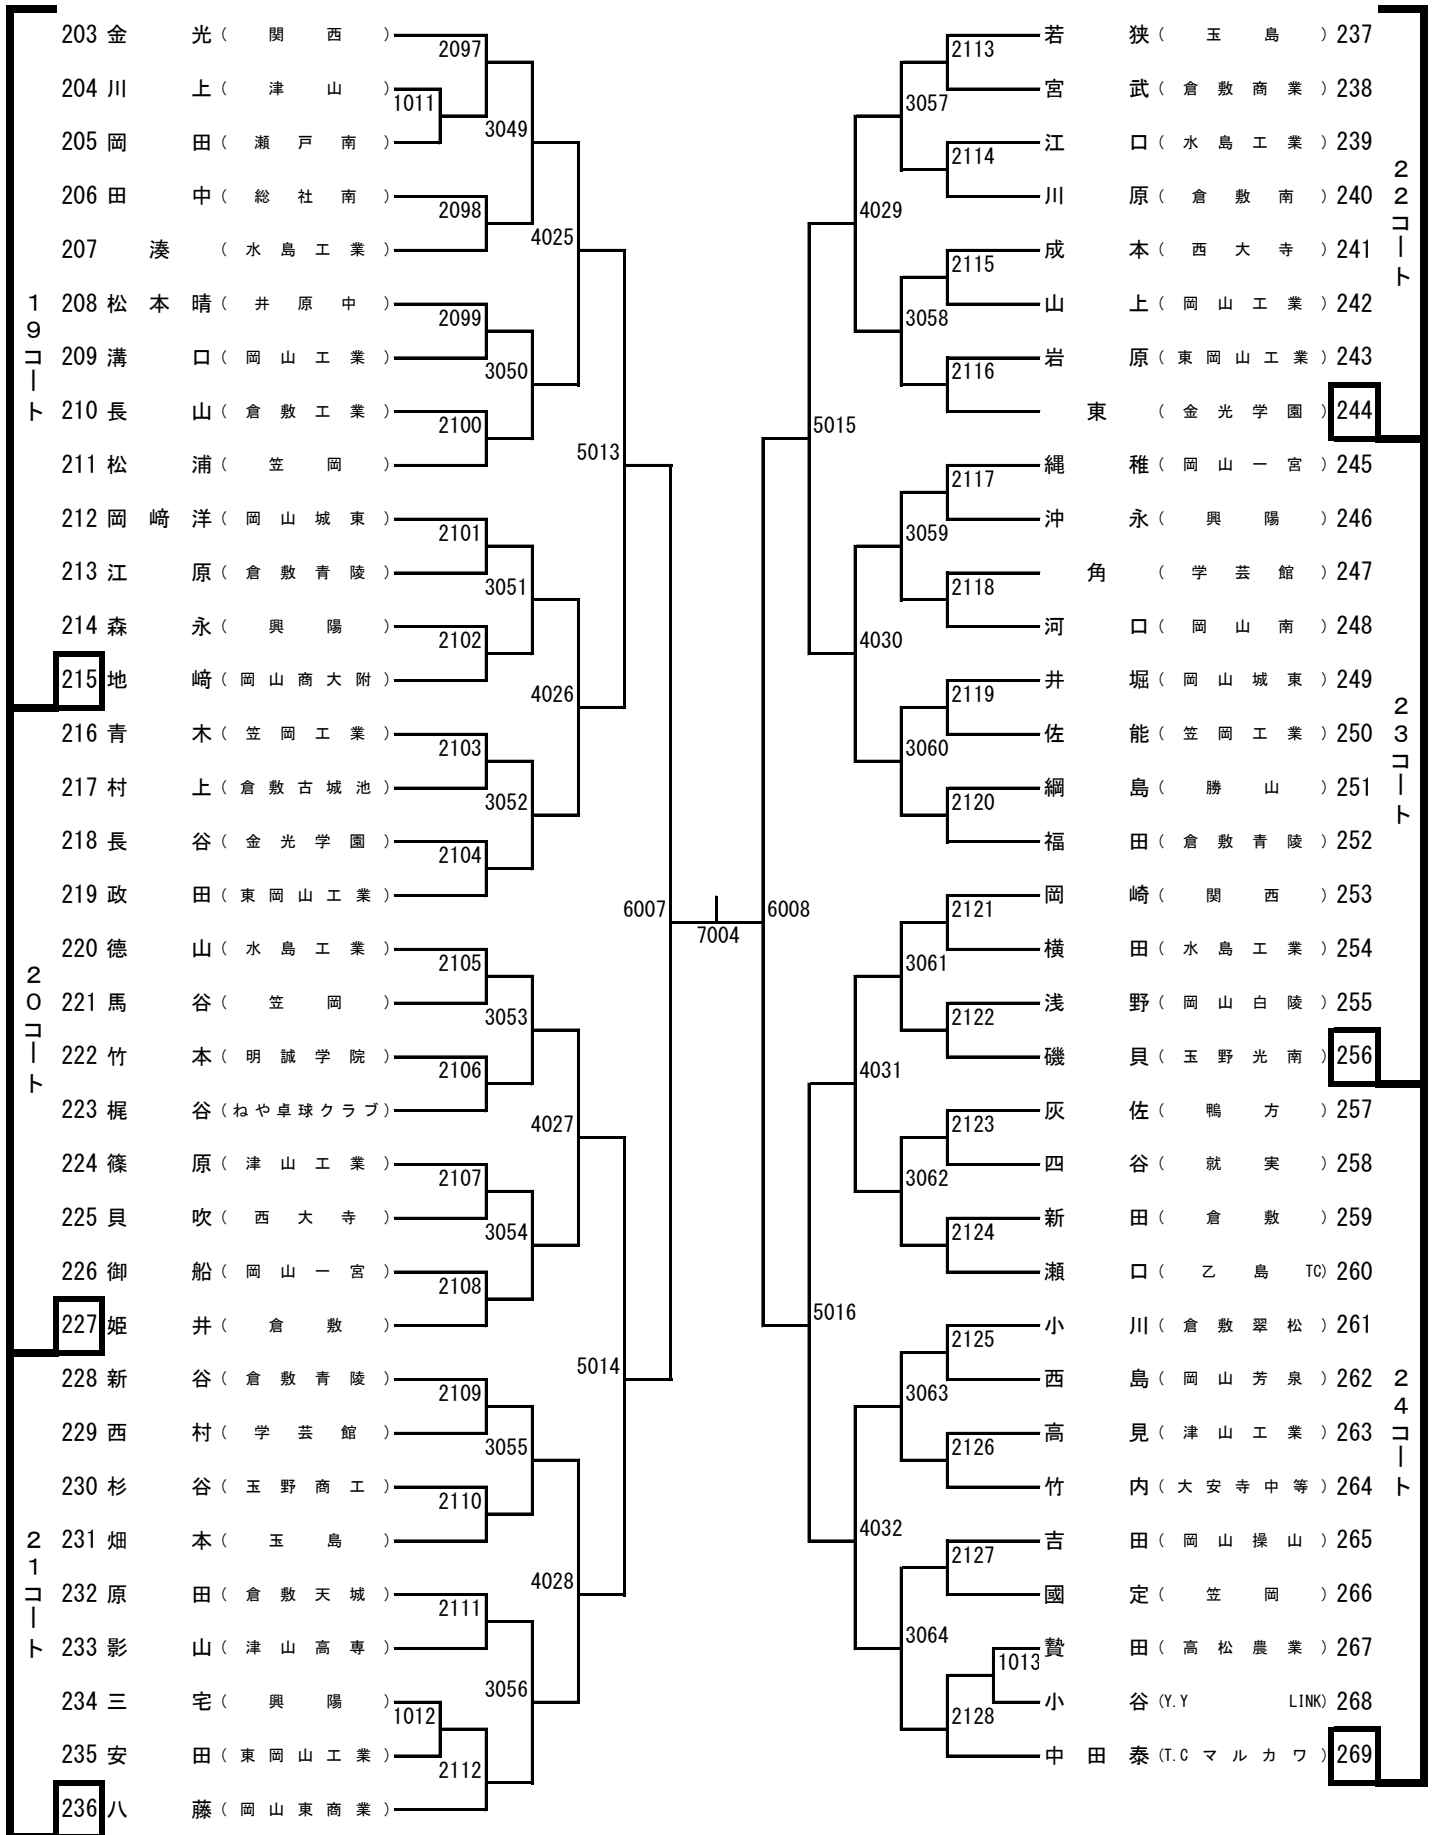 19コート
203 金光 (関西)
204 川上 (津山)
205 岡田 (瀬戸南)
206 田中 (総社南)
207 湊 (水島工業)
208 松本晴 (井原中)
209 溝口 (岡山工業)
210 長山 (倉敷工業)
211 松浦 (笠岡)
212 岡﨑洋 (岡山城東)
213 江原 (倉敷青陵)
214 森永 (興陽)
215 地﨑 (岡山商大附)
20コート
216 青木 (笠岡工業)
217 村上 (倉敷古城池)
218 長谷 (金光学園)
219 政田 (東岡山工業)
220 德山 (水島工業)
221 馬谷 (笠岡)
222 竹本 (明誠学院)
223 梶谷 (ねや卓球クラブ)
224 篠原 (津山工業)
225 貝吹 (西大寺)
226 御船 (岡山一宮)
227 姫井 (倉敷)
21コート
228 新谷 (倉敷青陵)
229 西村 (学芸館)
230 杉谷 (玉野商工)
231 畑本 (玉島)
232 原田 (倉敷天城)
233 影山 (津山高専)
234 三宅 (興陽)
235 安田 (東岡山工業)
236 八藤 (岡山東商業)
1011
1012
2097
2098
2099
2100
2101
2102
2103
2104
2105
2106
2107
2108
2109
2110
2111
2112
3049
3050
3051
3052
3053
3054
3055
3056
4025
4026
4027
4028
5013
5014
6007
7004
6008
5015
5016
4029
4030
4031
4032
3057
3058
3059
3060
3061
3062
3063
3064
2113
2114
2115
2116
2117
2118
2119
2120
2121
2122
2123
2124
2125
2126
2127
2128
1013
22コート
若狭 (玉島) 237
宮武 (倉敷商業) 238
江口 (水島工業) 239
川原 (倉敷南) 240
成本 (西大寺) 241
山上 (岡山工業) 242
岩原 (東岡山工業) 243
東 (金光学園) 244
23コート
縄稚 (岡山一宮) 245
沖永 (興陽) 246
角 (学芸館) 247
河口 (岡山南) 248
井堀 (岡山城東) 249
佐能 (笠岡工業) 250
綱島 (勝山) 251
福田 (倉敷青陵) 252
岡崎 (関西) 253
横田 (水島工業) 254
浅野 (岡山白陵) 255
磯貝 (玉野光南) 256
24コート
灰佐 (鴨方) 257
四谷 (就実) 258
新田 (倉敷) 259
瀬口 (乙島TC) 260
小川 (倉敷翠松) 261
西島 (岡山芳泉) 262
高見 (津山工業) 263
竹内 (大安寺中等) 264
吉田 (岡山操山) 265
國定 (笠岡) 266
贄田 (高松農業) 267
小谷 (Y.Y LINK) 268
中田泰 (T.Cマルカワ) 269